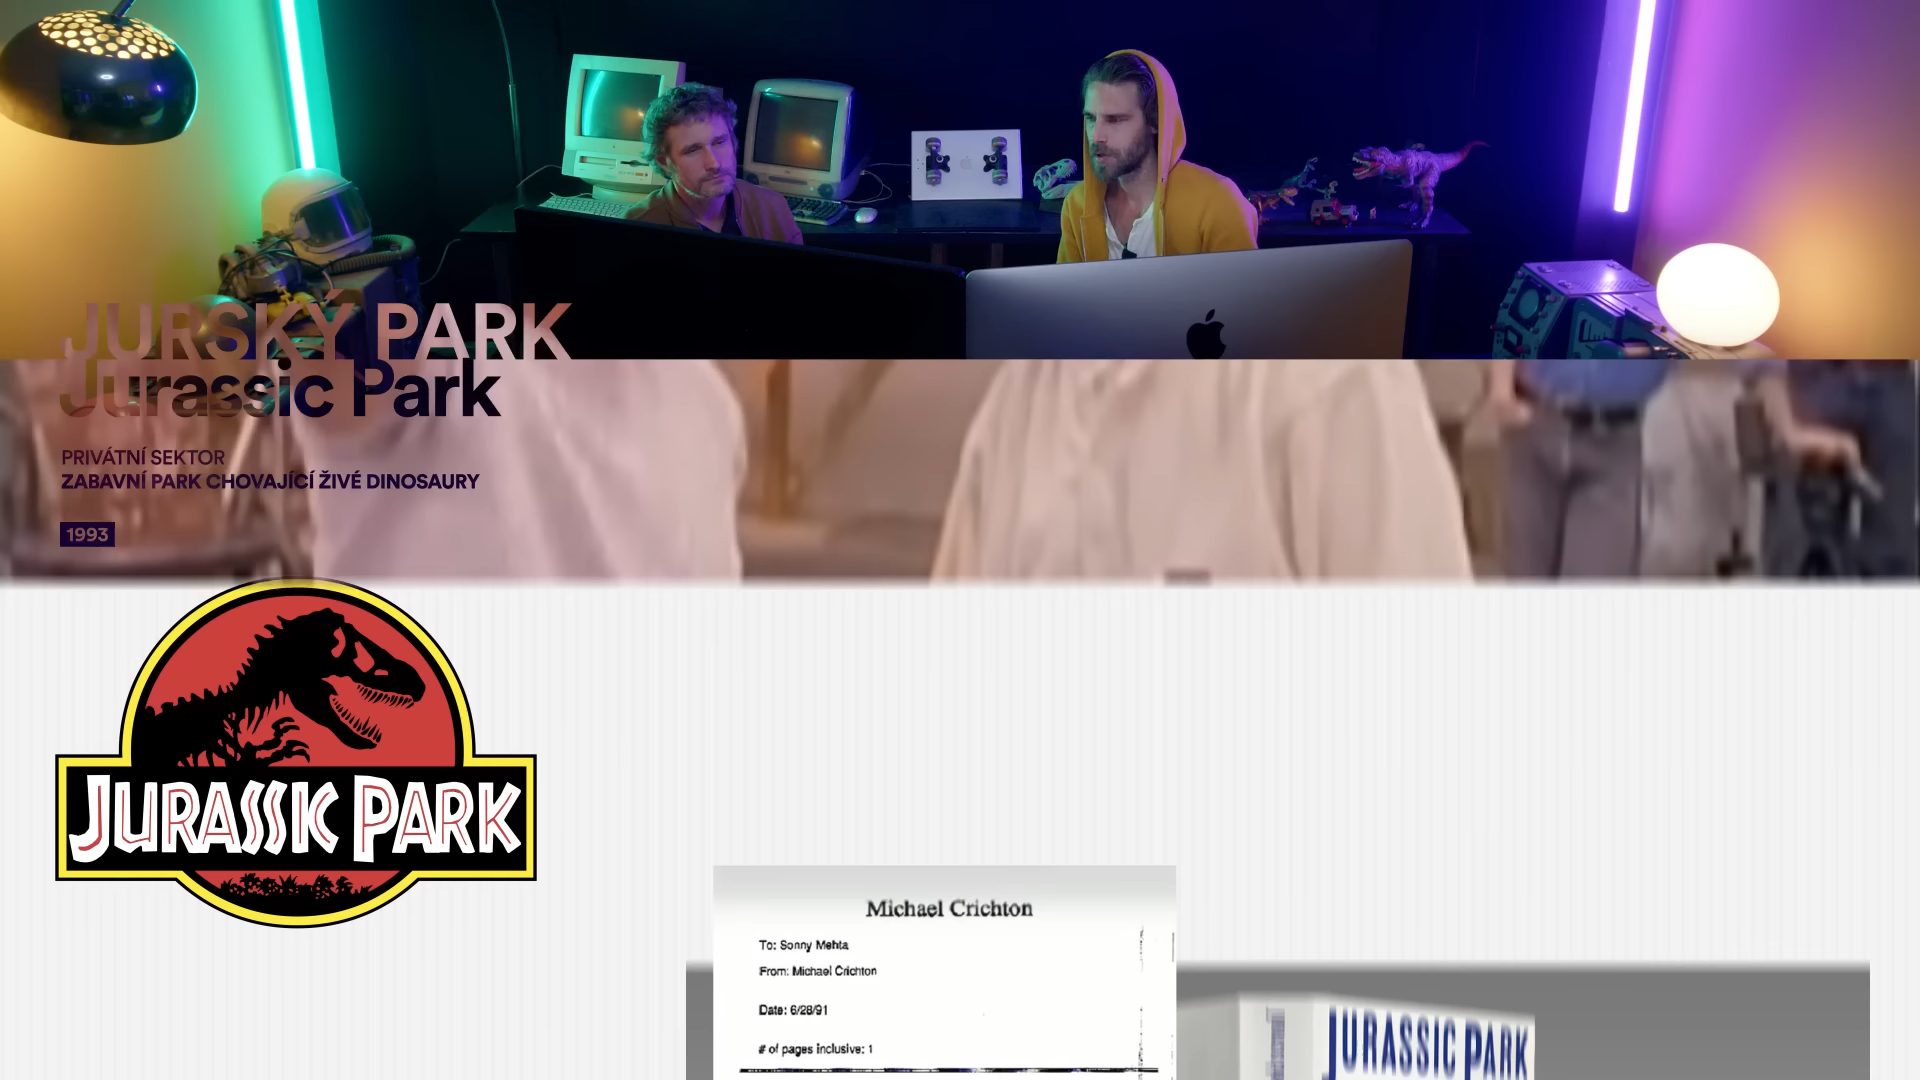 JURSKÝ PARK
Jurassic Park
PRIVÁTNÍ SEKTOR
ZABAVNÍ PARK CHOVAJÍCÍ ŽIVÉ DINOSAURY
1993
JURASSIC PARK
Michael Crichton
To: Sonny Mehta
From: Michael Crichton
Date: 6/28/91
# of pages inclusive: 1
JURASSIC PARK